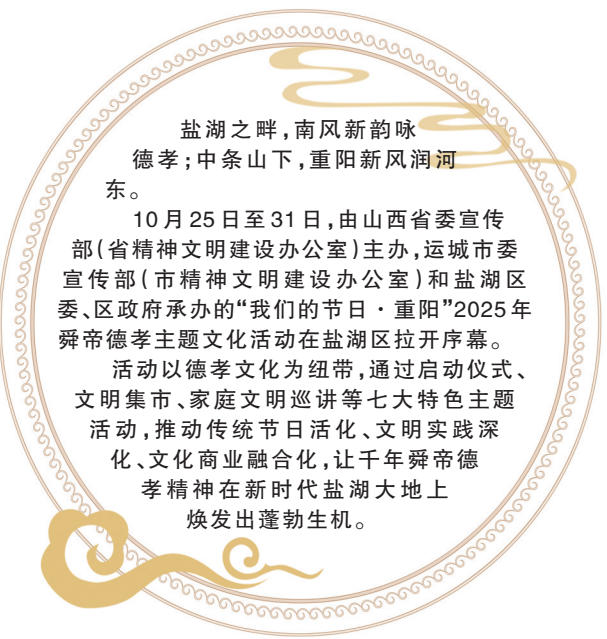 盐湖之畔,南风新韵咏
德孝;中条山下,重阳新风润河
东。
10月25日至31日,由山西省委宣传
部(省精神文明建设办公室)主办,运城市委
宣传部(市精神文明建设办公室)和盐湖区
委、区政府承办的“我们的节日·重阳”2025年
舜帝德孝主题文化活动在盐湖区拉开序幕。
活动以德孝文化为纽带,通过启动仪式、
文明集市、家庭文明巡讲等七大特色主题
活动,推动传统节日活化、文明实践深
化、文化商业融合化,让千年舜帝德
孝精神在新时代盐湖大地上
焕发出蓬勃生机。